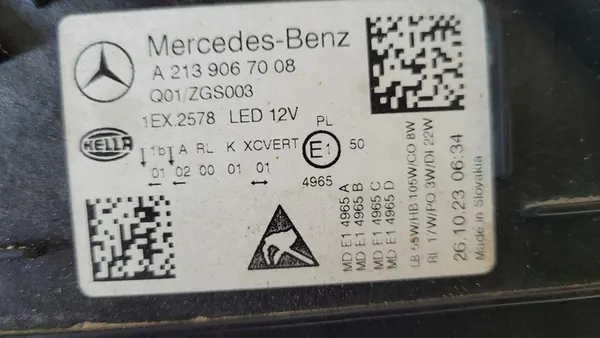 Mercedes-Benz
A 213 906 70 08
Q01/ZGS003
1EX.2578 LED 12V
HELLA
1b A RL K XCVERT
01 02 00 01 01
PL
E1 50
4965
MD E1 4965 A
MD E1 4965 B
MD E1 4965 C
MD E1 4965 D
LB 55W/HB 105W/CO 8W
RL 17W/PO 3W/DI 22W
26.10.23 06:34
Made in Slovakia